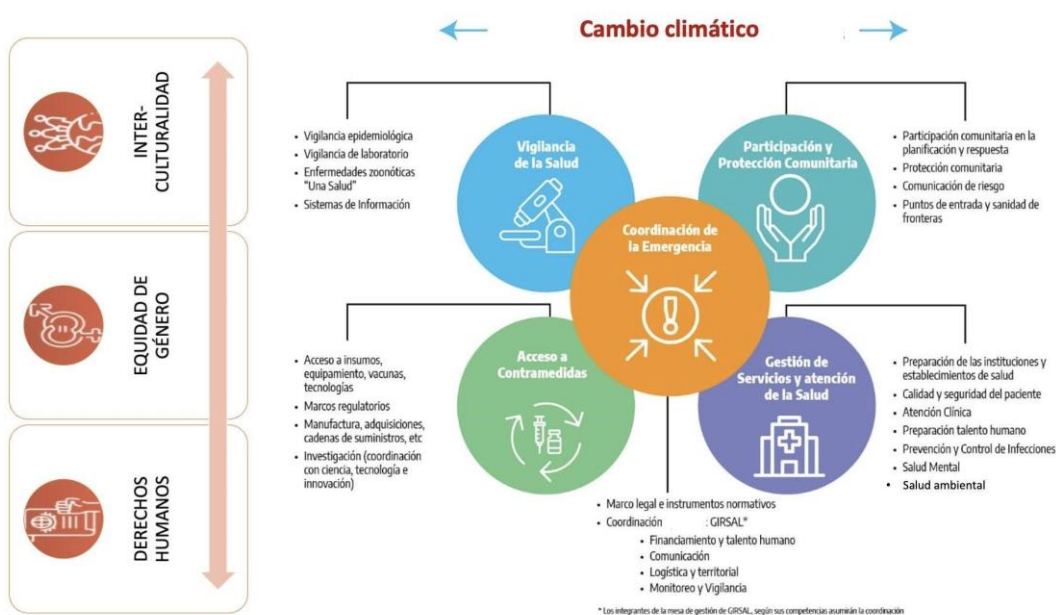 Cambio climático
INTER-
CULTURALIDAD
EQUIDAD DE
GÉNERO
DERECHOS
HUMANOS
• Vigilancia epidemiológica
• Vigilancia de laboratorio
• Enfermedades zoonóticas
"Una Salud"
• Sistemas de Información
Vigilancia
de la Salud
Participación y
Protección Comunitaria
• Participación comunitaria en la
planificación y respuesta
• Protección comunitaria
• Comunicación de riesgo
• Puntos de entrada y sanidad de
fronteras
Coordinación de
la Emergencia
• Acceso a insumos,
equipamiento, vacunas,
tecnologías
• Marcos regulatorios
• Manufactura, adquisiciones,
cadenas de suministros, etc
• Investigación (coordinación
con ciencia, tecnología e
innovación)
Acceso a
Contramedidas
Gestión de
Servicios y atención
de la Salud
• Preparación de las instituciones y
establecimientos de salud
• Calidad y seguridad del paciente
• Atención Clínica
• Preparación talento humano
• Prevención y Control de Infecciones
• Salud Mental
• Salud ambiental
• Marco legal e instrumentos normativos
• Coordinación : GIRSAL*
• Financiamiento y talento humano
• Comunicación
• Logística y territorial
• Monitoreo y Vigilancia
* Los integrantes de la mesa de gestión de GIRSAL, según sus competencias asumirán la coordinación